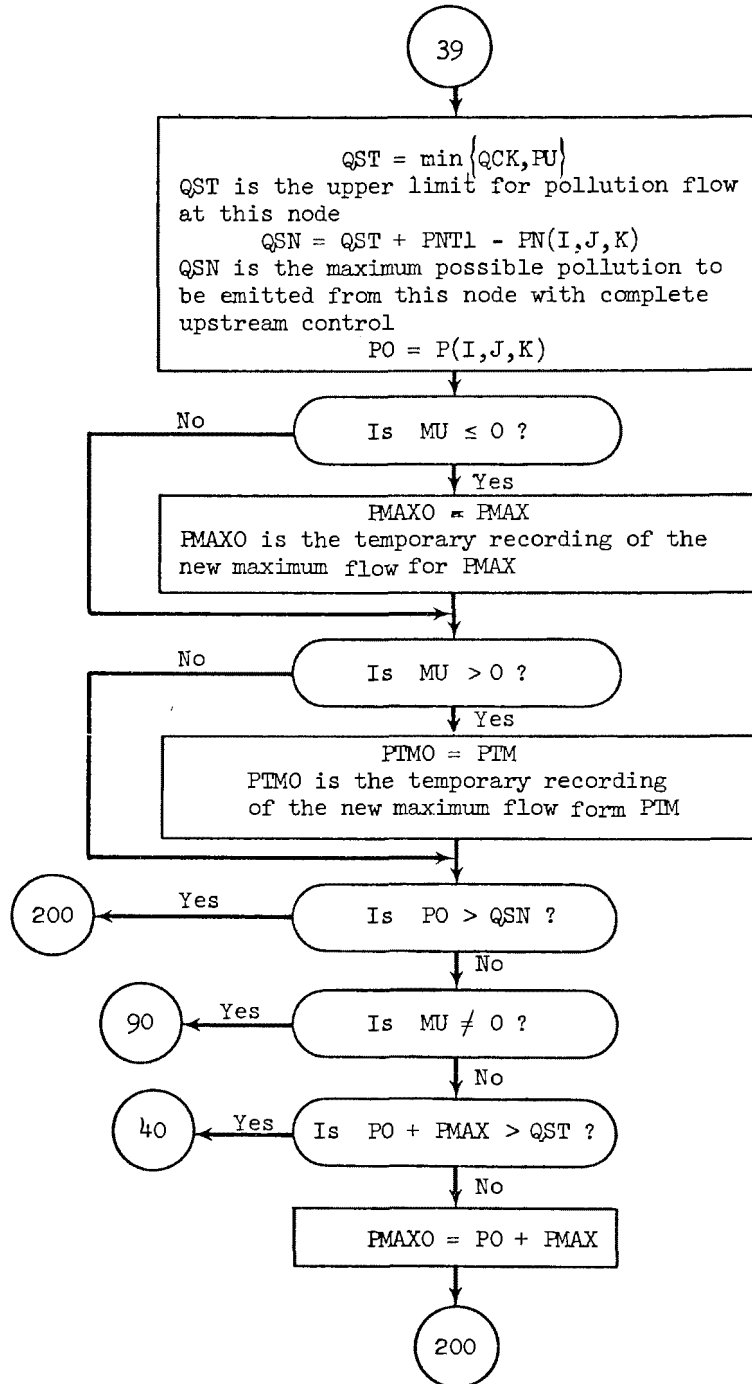 39
QST = min{QCK,PU}
QST is the upper limit for pollution flow
at this node
QSN = QST + PNT1 - PN(I,J,K)
QSN is the maximum possible pollution to
be emitted from this node with complete
upstream control
PO = P(I,J,K)
No
Is MU ≤ 0 ?
Yes
PMAXO = PMAX
PMAXO is the temporary recording of the
new maximum flow for PMAX
No
Is MU > 0 ?
Yes
PTMO = PTM
PTMO is the temporary recording
of the new maximum flow form PTM
200
Yes
Is PO > QSN ?
No
90
Yes
Is MU ≠ 0 ?
No
40
Yes
Is PO + PMAX > QST ?
No
PMAXO = PO + PMAX
200